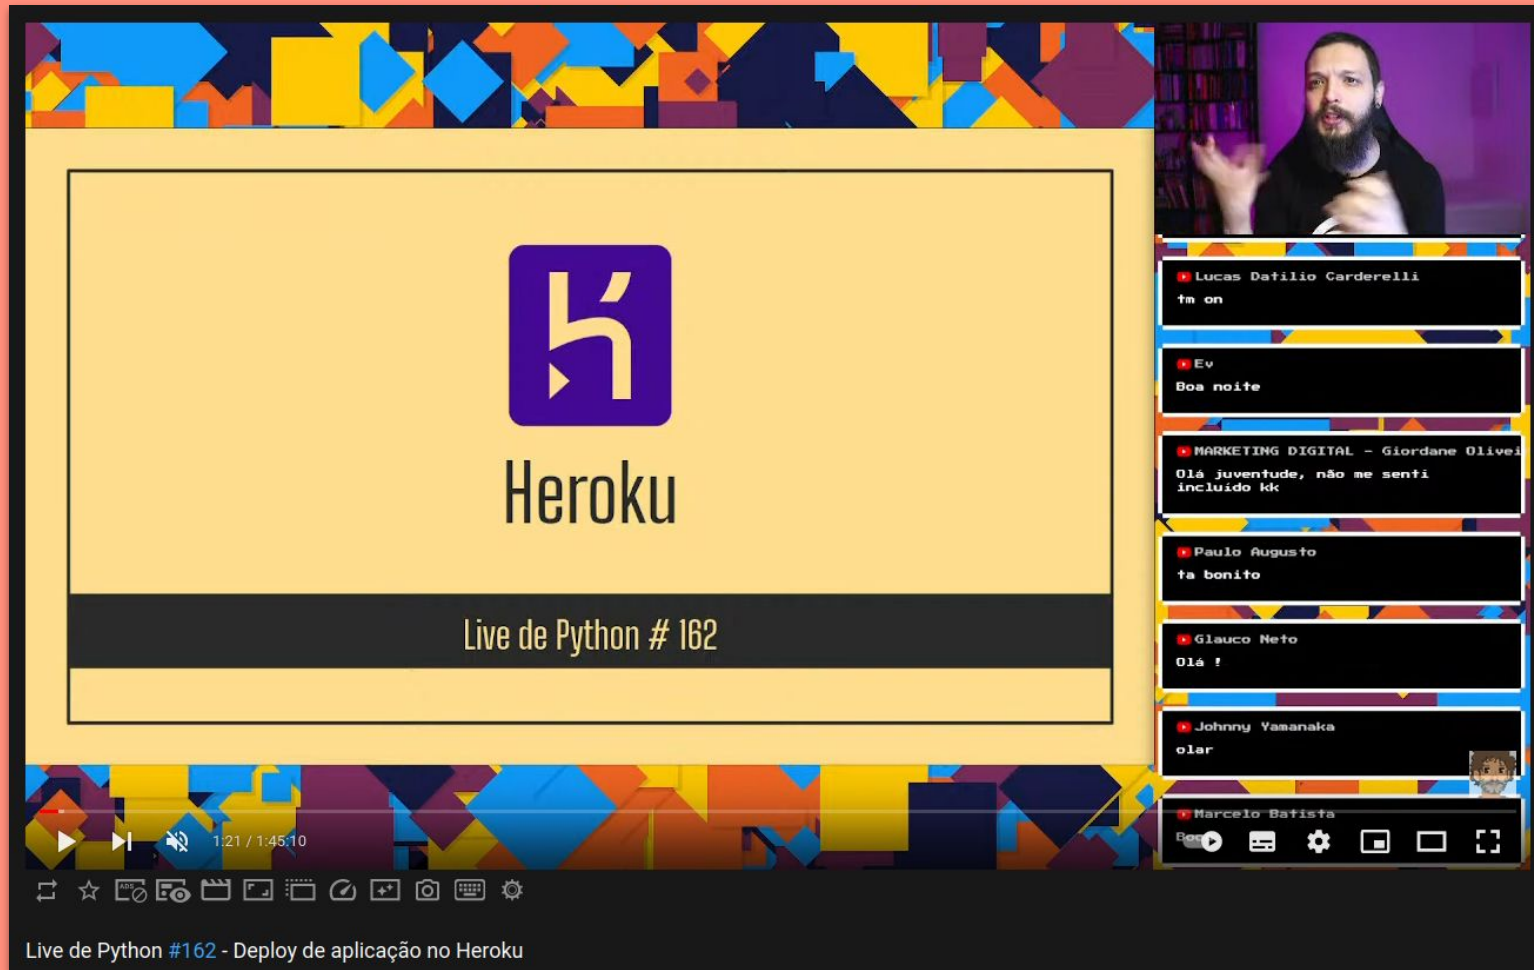 Heroku
Live de Python # 162
Lucas Datilio Carderelli
tm on
Ev
Boa noite
MARKETING DIGITAL - Giordane Olivei
Olá juventude, não me senti
incluído kk
Paulo Augusto
ta bonito
Glauco Neto
Olá !
Johnny Yamanaka
olar
Marcelo Batista
1:21 / 1:45:10
ADS
Live de Python #162 - Deploy de aplicação no Heroku